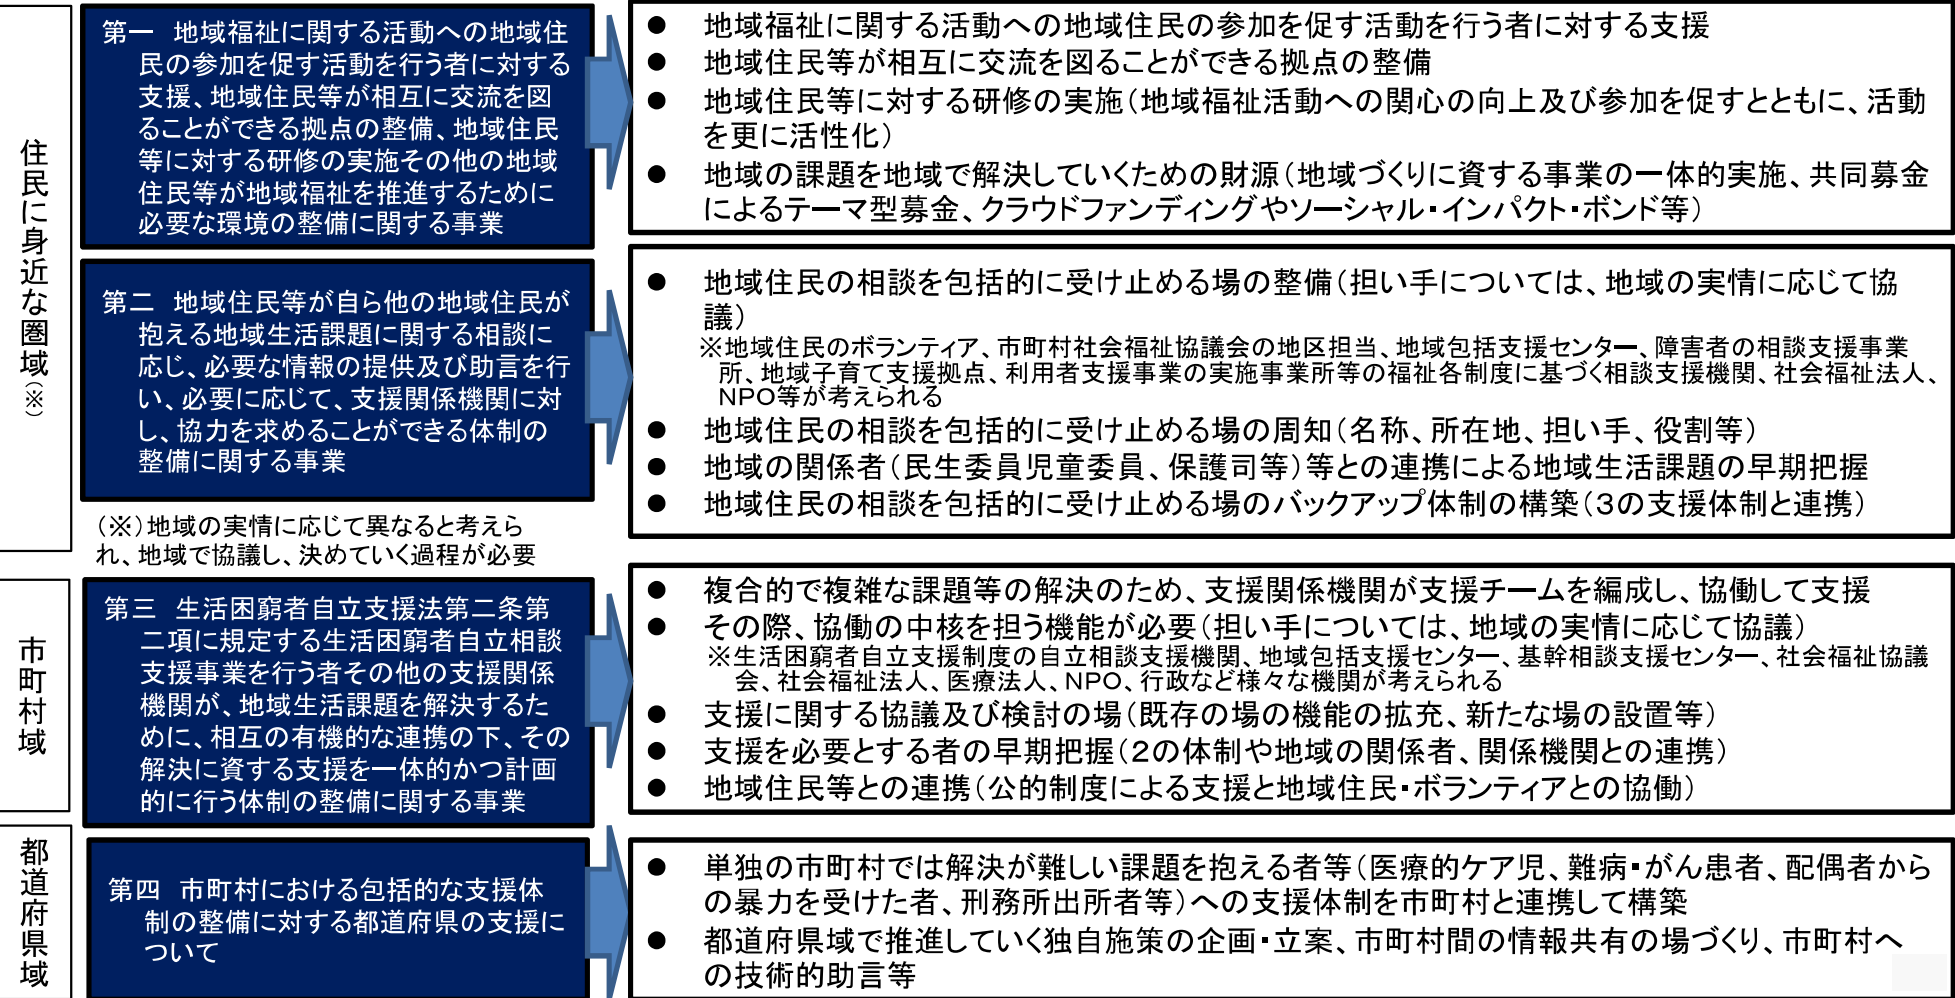 住民に身近な圏域(※)
第一 地域福祉に関する活動への地域住
民の参加を促す活動を行う者に対する
支援、地域住民等が相互に交流を図
ることができる拠点の整備、地域住民
等に対する研修の実施その他の地域
住民等が地域福祉を推進するために
必要な環境の整備に関する事業
● 地域福祉に関する活動への地域住民の参加を促す活動を行う者に対する支援
● 地域住民等が相互に交流を図ることができる拠点の整備
● 地域住民等に対する研修の実施(地域福祉活動への関心の向上及び参加を促すとともに、活動
を更に活性化)
● 地域の課題を地域で解決していくための財源(地域づくりに資する事業の一体的実施、共同募金
によるテーマ型募金、クラウドファンディングやソーシャル・インパクト・ボンド等)
第二 地域住民等が自ら他の地域住民が
抱える地域生活課題に関する相談に
応じ、必要な情報の提供及び助言を行
い、必要に応じて、支援関係機関に対
し、協力を求めることができる体制の
整備に関する事業
● 地域住民の相談を包括的に受け止める場の整備(担い手については、地域の実情に応じて協
議)
※地域住民のボランティア、市町村社会福祉協議会の地区担当、地域包括支援センター、障害者の相談支援事業
所、地域子育て支援拠点、利用者支援事業の実施事業所等の福祉各制度に基づく相談支援機関、社会福祉法人、
NPO等が考えられる
● 地域住民の相談を包括的に受け止める場の周知(名称、所在地、担い手、役割等)
● 地域の関係者(民生委員児童委員、保護司等)等との連携による地域生活課題の早期把握
● 地域住民の相談を包括的に受け止める場のバックアップ体制の構築(3の支援体制と連携)
(※)地域の実情に応じて異なると考えら
れ、地域で協議し、決めていく過程が必要
市町村域
第三 生活困窮者自立支援法第二条第
二項に規定する生活困窮者自立相談
支援事業を行う者その他の支援関係
機関が、地域生活課題を解決するた
めに、相互の有機的な連携の下、その
解決に資する支援を一体的かつ計画
的に行う体制の整備に関する事業
● 複合的で複雑な課題等の解決のため、支援関係機関が支援チームを編成し、協働して支援
● その際、協働の中核を担う機能が必要(担い手については、地域の実情に応じて協議)
※生活困窮者自立支援制度の自立相談支援機関、地域包括支援センター、基幹相談支援センター、社会福祉協議
会、社会福祉法人、医療法人、NPO、行政など様々な機関が考えられる
● 支援に関する協議及び検討の場(既存の場の機能の拡充、新たな場の設置等)
● 支援を必要とする者の早期把握(2の体制や地域の関係者、関係機関との連携)
● 地域住民等との連携(公的制度による支援と地域住民・ボランティアとの協働)
都道府県域
第四 市町村における包括的な支援体
制の整備に対する都道府県の支援に
ついて
● 単独の市町村では解決が難しい課題を抱える者等(医療的ケア児、難病・がん患者、配偶者から
の暴力を受けた者、刑務所出所者等)への支援体制を市町村と連携して構築
● 都道府県域で推進していく独自施策の企画・立案、市町村間の情報共有の場づくり、市町村へ
の技術的助言等